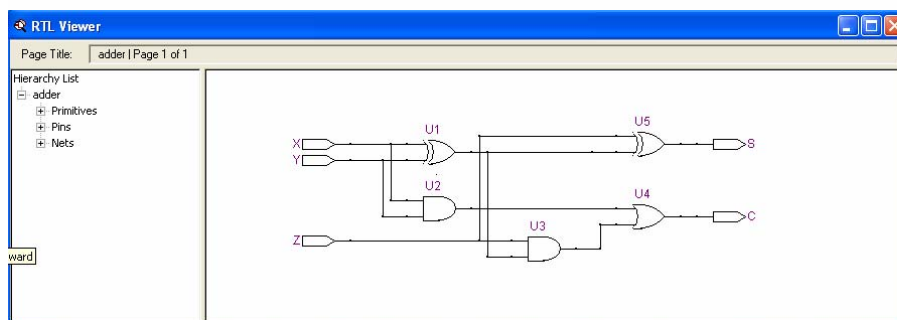 RTL Viewer
Page Title: adder | Page 1 of 1
Hierarchy List
adder
Primitives
Pins
Nets
ward
X
Y
Z
U1
U2
U3
U5
U4
S
C